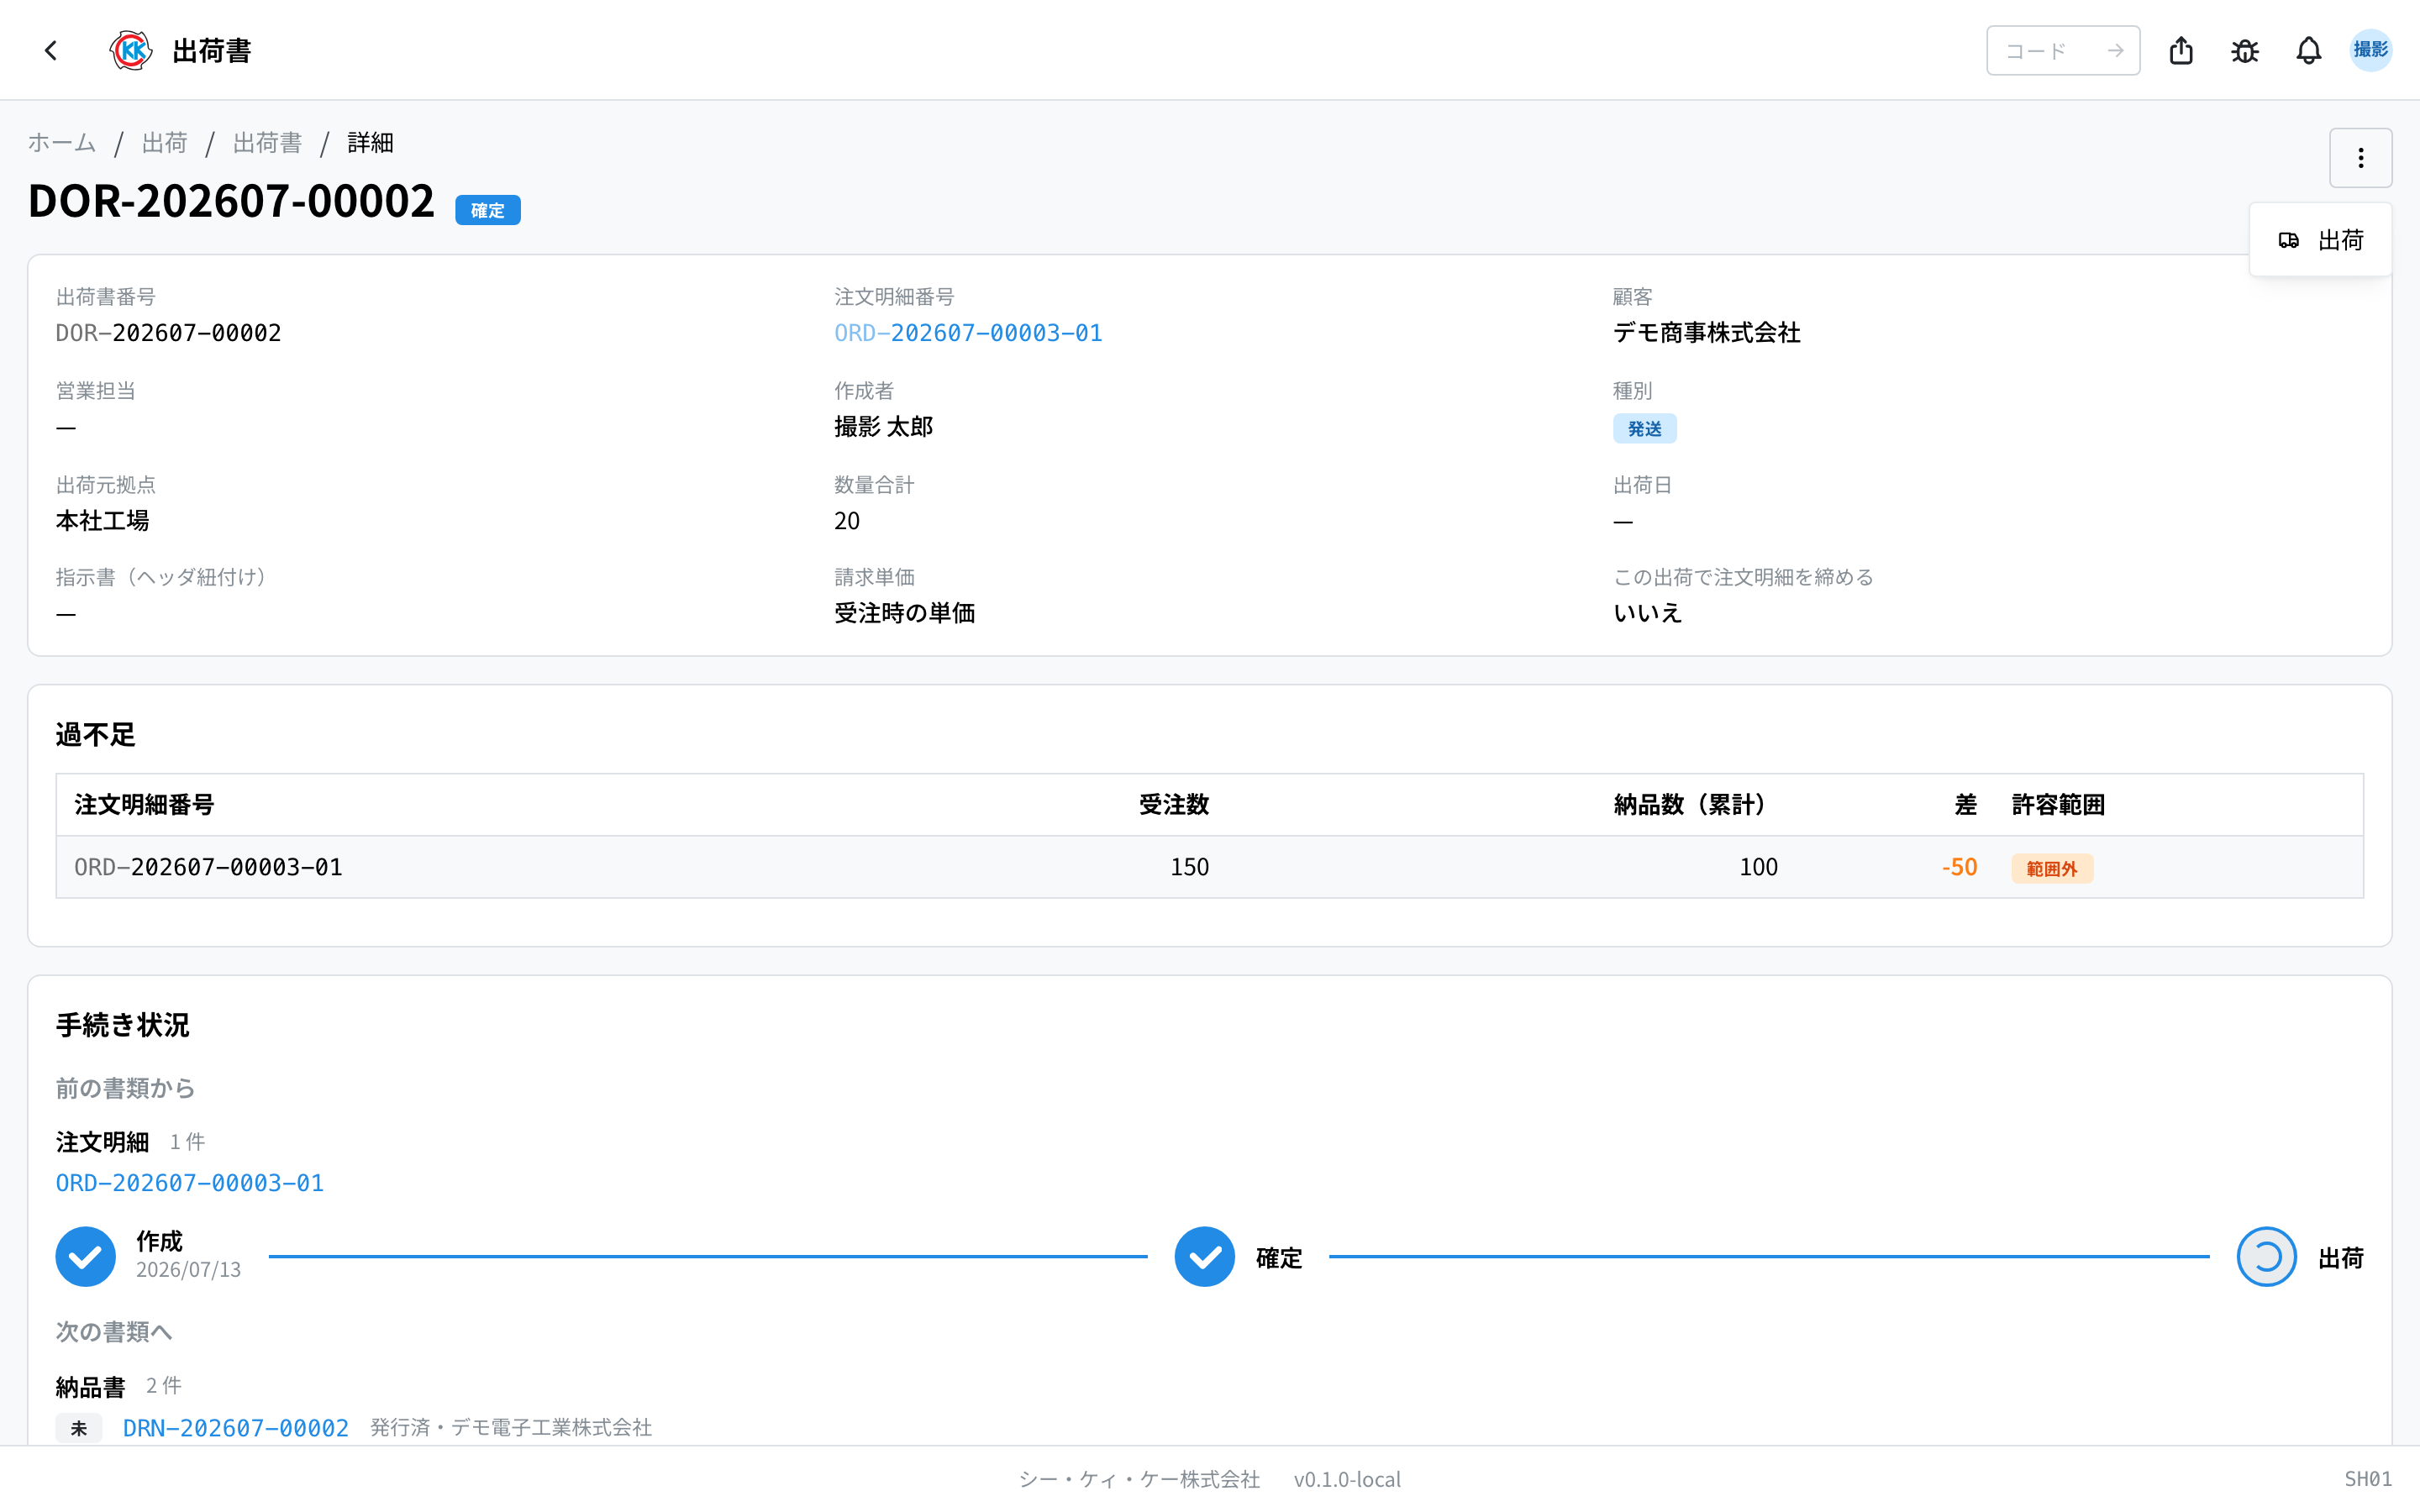 KK 出荷書
コード
撮影
ホーム / 出荷 / 出荷書 / 詳細
DOR-202607-00002 確定
出荷
出荷書番号 注文明細番号 顧客
DOR-202607-00002 ORD-202607-00003-01 デモ商事株式会社
営業担当 作成者 種別
— 撮影 太郎 発送
出荷元拠点 数量合計 出荷日
本社工場 20 —
指示書（ヘッダ紐付け） 請求単価 この出荷で注文明細を締める
— 受注時の単価 いいえ
過不足
注文明細番号 受注数 納品数（累計） 差 許容範囲
ORD-202607-00003-01 150 100 -50 範囲外
手続き状況
前の書類から
注文明細 1 件
ORD-202607-00003-01
作成 確定 出荷
2026/07/13
次の書類へ
納品書 2 件
未 DRN-202607-00002 発行済・デモ電子工業株式会社
シー・ケィ・ケー株式会社 v0.1.0-local SH01